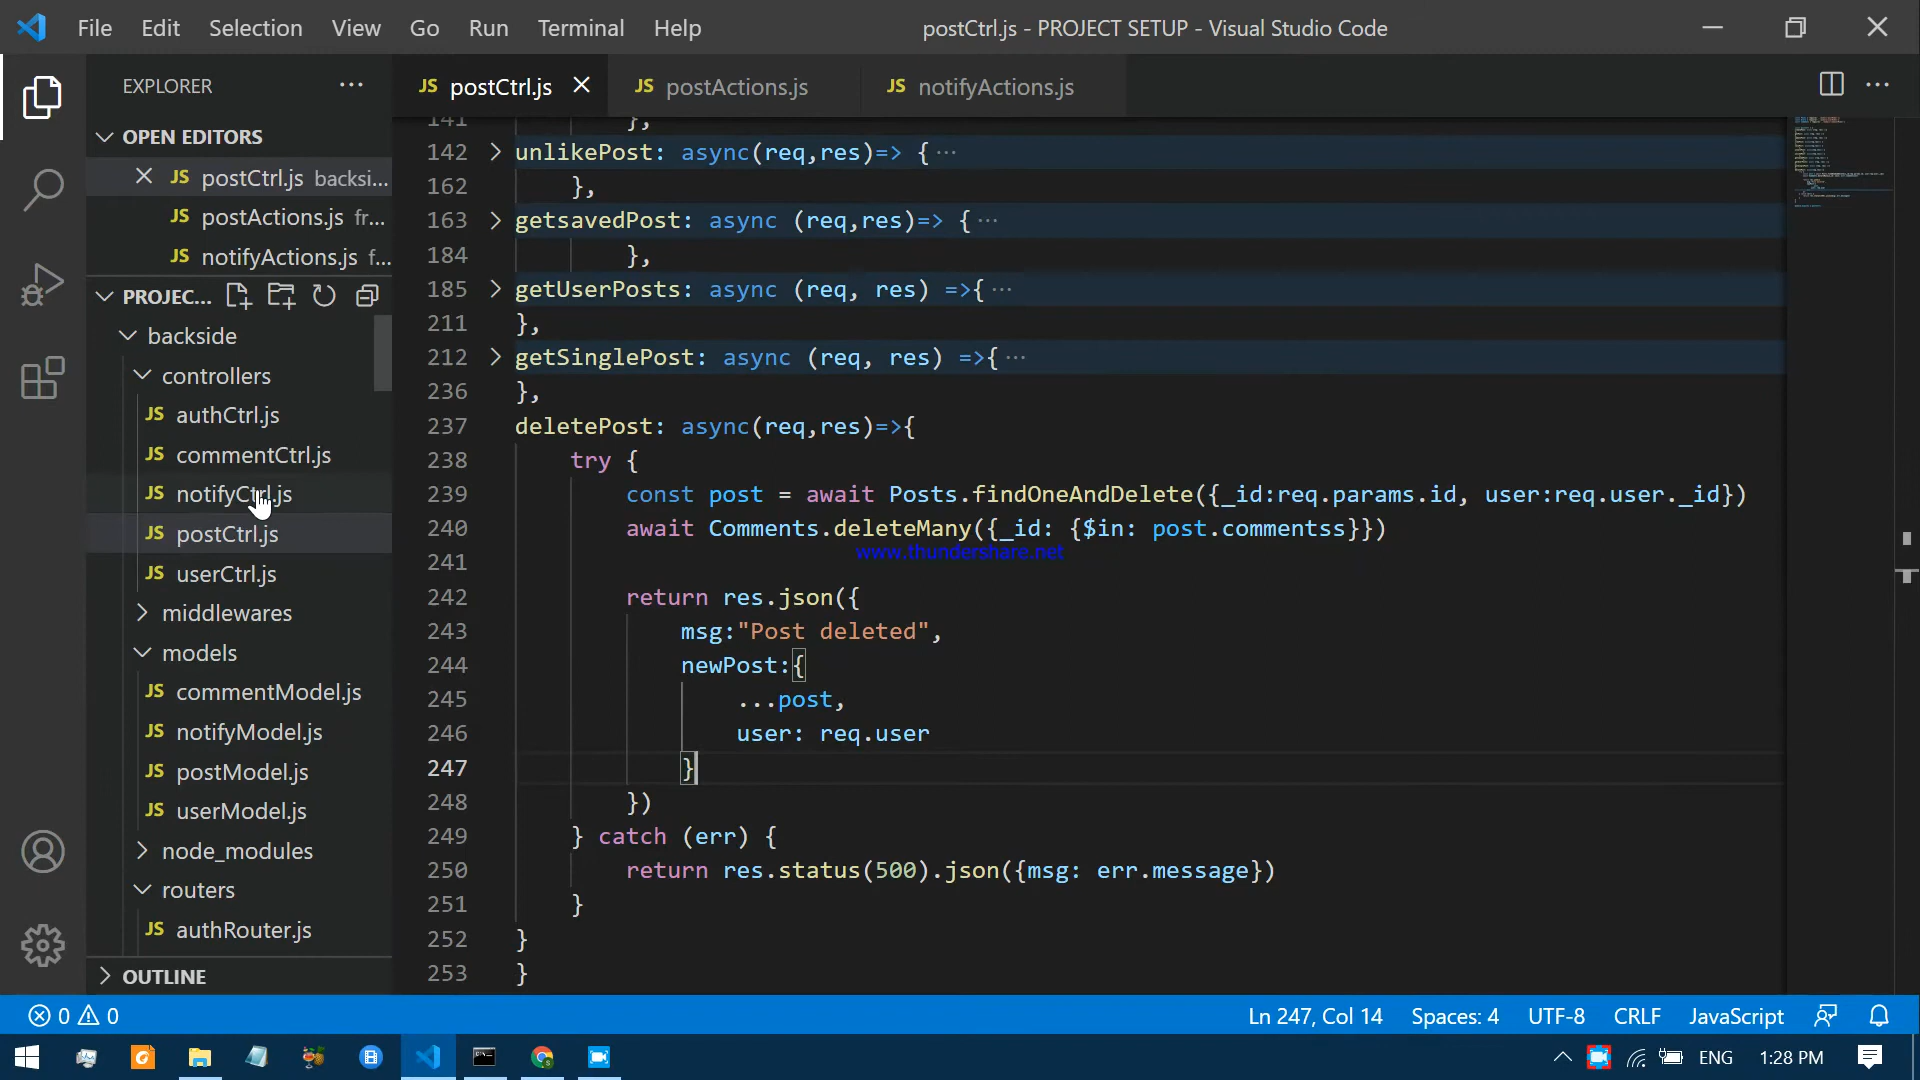 File Edit Selection View Go Run Terminal Help postCtrl.js - PROJECT SETUP - Visual Studio Code
EXPLORER
JS postCtrl.js JS postActions.js JS notifyActions.js
OPEN EDITORS
JS postCtrl.js backsi...
JS postActions.js fr...
JS notifyActions.js f...
PROJEC...
backside
controllers
JS authCtrl.js
JS commentCtrl.js
JS notifyCtrl.js
JS postCtrl.js
JS userCtrl.js
middlewares
models
JS commentModel.js
JS notifyModel.js
JS postModel.js
JS userModel.js
node_modules
routers
JS authRouter.js
OUTLINE
141 },
142 unlikePost: async(req,res)=> {···
162 },
163 getsavedPost: async (req,res)=> {···
184 },
185 getUserPosts: async (req, res) =>{···
211 },
212 getSinglePost: async (req, res) =>{···
236 },
237 deletePost: async(req,res)=>{
238 try {
239 const post = await Posts.findOneAndDelete({_id:req.params.id, user:req.user._id})
240 await Comments.deleteMany({_id: {$in: post.commentss}})
www.thundershare.net
241
242 return res.json({
243 msg:"Post deleted",
244 newPost:{
245 ...post,
246 user: req.user
247 }
248 })
249 } catch (err) {
250 return res.status(500).json({msg: err.message})
251 }
252 }
253 }
0 0 Ln 247, Col 14 Spaces: 4 UTF-8 CRLF JavaScript
ENG 1:28 PM